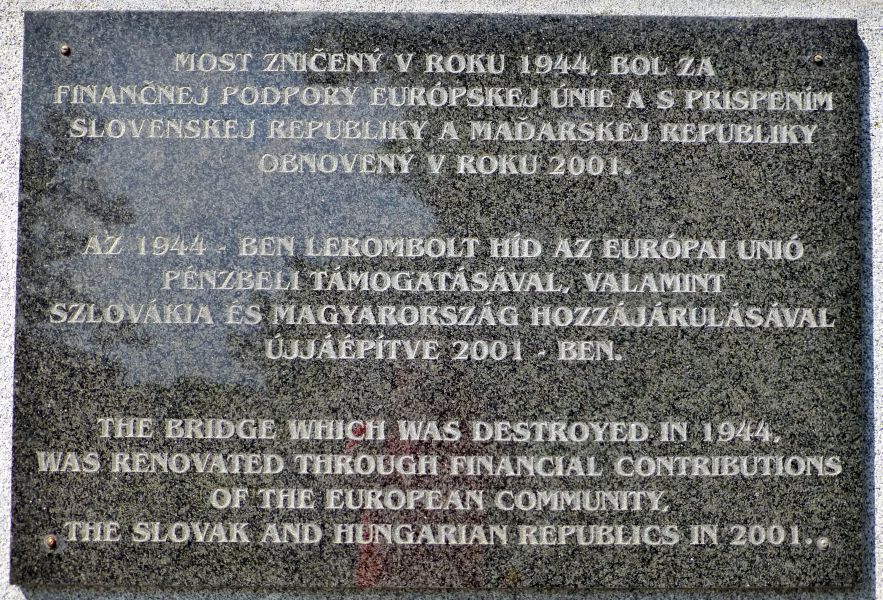 MOST ZNIČENÝ V ROKU 1944, BOL ZA
FINANČNEJ PODPORY EURÓPSKEJ ÚNIE A S PRISPENÍM
SLOVENSKEJ REPUBLIKY A MAĎARSKEJ REPUBLIKY
OBNOVENÝ V ROKU 2001.
AZ 1944 - BEN LEROMBOLT HÍD AZ EURÓPAI UNIÓ
PÉNZBELI TÁMOGATÁSÁVAL, VALAMINT
SZLOVÁKIA ÉS MAGYARORSZÁG HOZZÁJÁRULÁSÁVAL
ÚJJÁÉPÍTVE 2001 - BEN.
THE BRIDGE WHICH WAS DESTROYED IN 1944,
WAS RENOVATED THROUGH FINANCIAL CONTRIBUTIONS
OF THE EUROPEAN COMMUNITY,
THE SLOVAK AND HUNGARIAN REPUBLICS IN 2001.